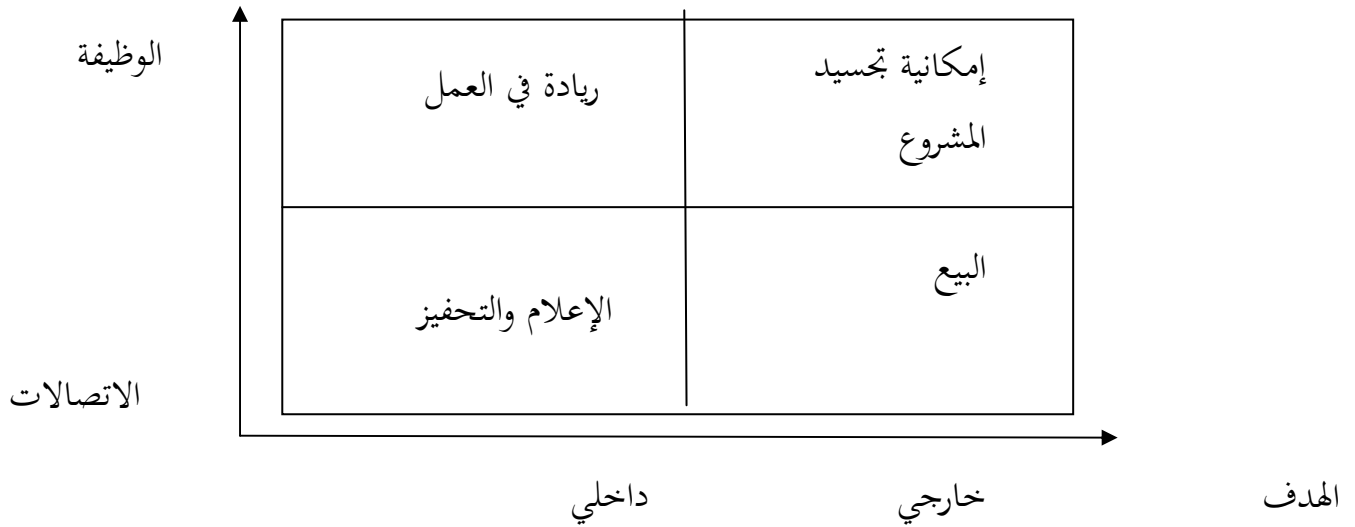 الوظيفة
إمكانية تجسيد
المشروع
ريادة في العمل
البيع
الإعلام والتحفيز
الاتصالات
الهدف
خارجي
داخلي